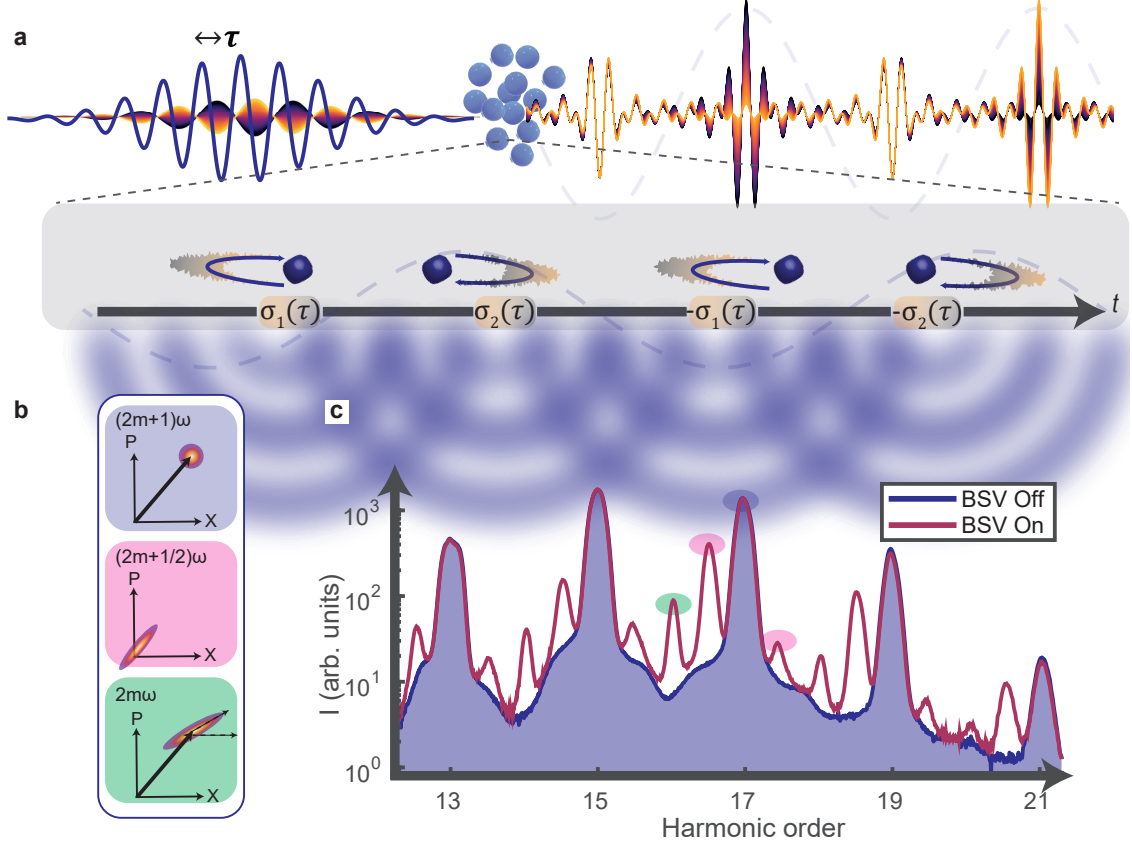 a
↔τ
σ₁(τ)
σ₂(τ)
-σ₁(τ)
-σ₂(τ)
t
b
(2m+1)ω
P
X
(2m+1/2)ω
P
X
2mω
P
X
c
BSV Off
BSV On
I (arb. units)
10³
10²
10¹
10⁰
13
15
17
19
21
Harmonic order